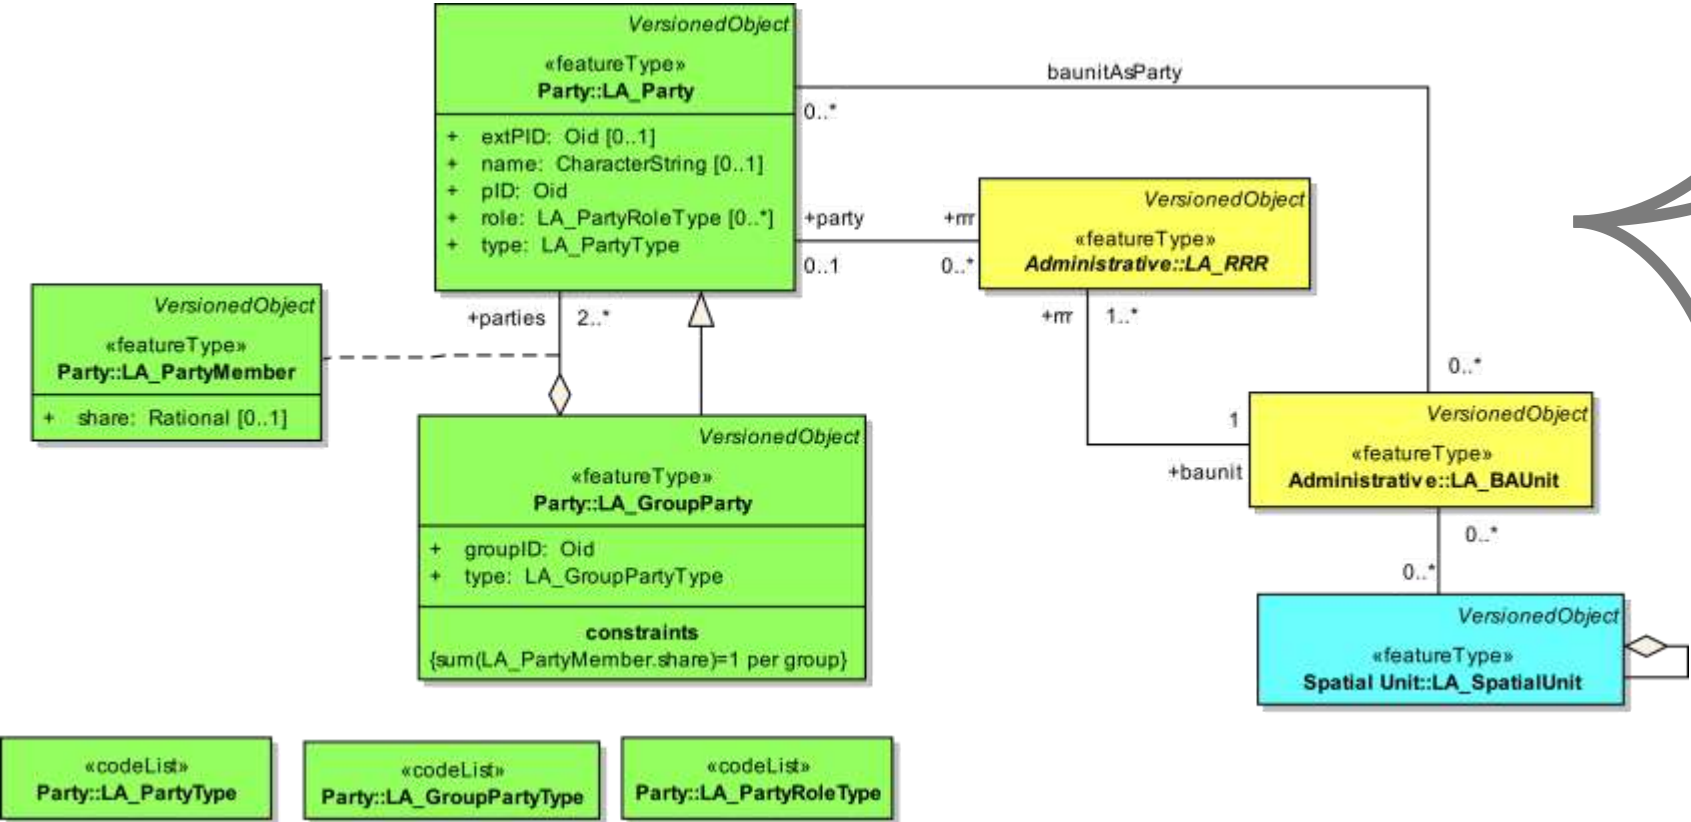 VersionedObject
«featureType»
Party::LA_Party
+ extPID: Oid [0..1]
+ name: CharacterString [0..1]
+ pID: Oid
+ role: LA_PartyRoleType [0..*]
+ type: LA_PartyType
baunitAsParty
0..*
+party
+rrr
0..1
0..*
VersionedObject
«featureType»
Administrative::LA_RRR
+rrr
1..*
+parties
2..*
VersionedObject
«featureType»
Party::LA_PartyMember
+ share: Rational [0..1]
0..*
1
+baunit
VersionedObject
«featureType»
Administrative::LA_BAUnit
VersionedObject
«featureType»
Party::LA_GroupParty
+ groupID: Oid
+ type: LA_GroupPartyType
constraints
{sum(LA_PartyMember.share)=1 per group}
0..*
0..*
VersionedObject
«featureType»
Spatial Unit::LA_SpatialUnit
«codeList»
Party::LA_PartyType
«codeList»
Party::LA_GroupPartyType
«codeList»
Party::LA_PartyRoleType